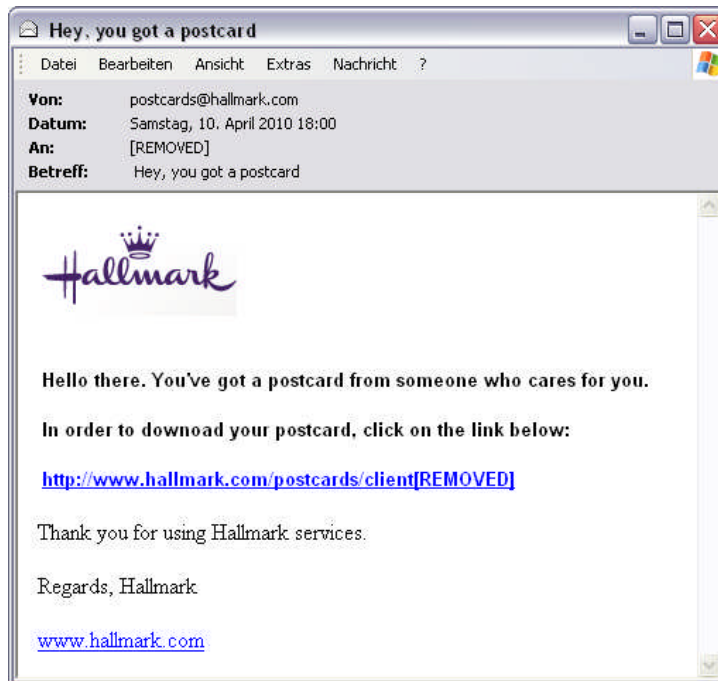 Hey, you got a postcard
Datei Bearbeiten Ansicht Extras Nachricht ?
Von: postcards@hallmark.com
Datum: Samstag, 10. April 2010 18:00
An: [REMOVED]
Betreff: Hey, you got a postcard
Hallmark
Hello there. You've got a postcard from someone who cares for you.
In order to downoad your postcard, click on the link below:
http://www.hallmark.com/postcards/client[REMOVED]
Thank you for using Hallmark services.
Regards, Hallmark
www.hallmark.com